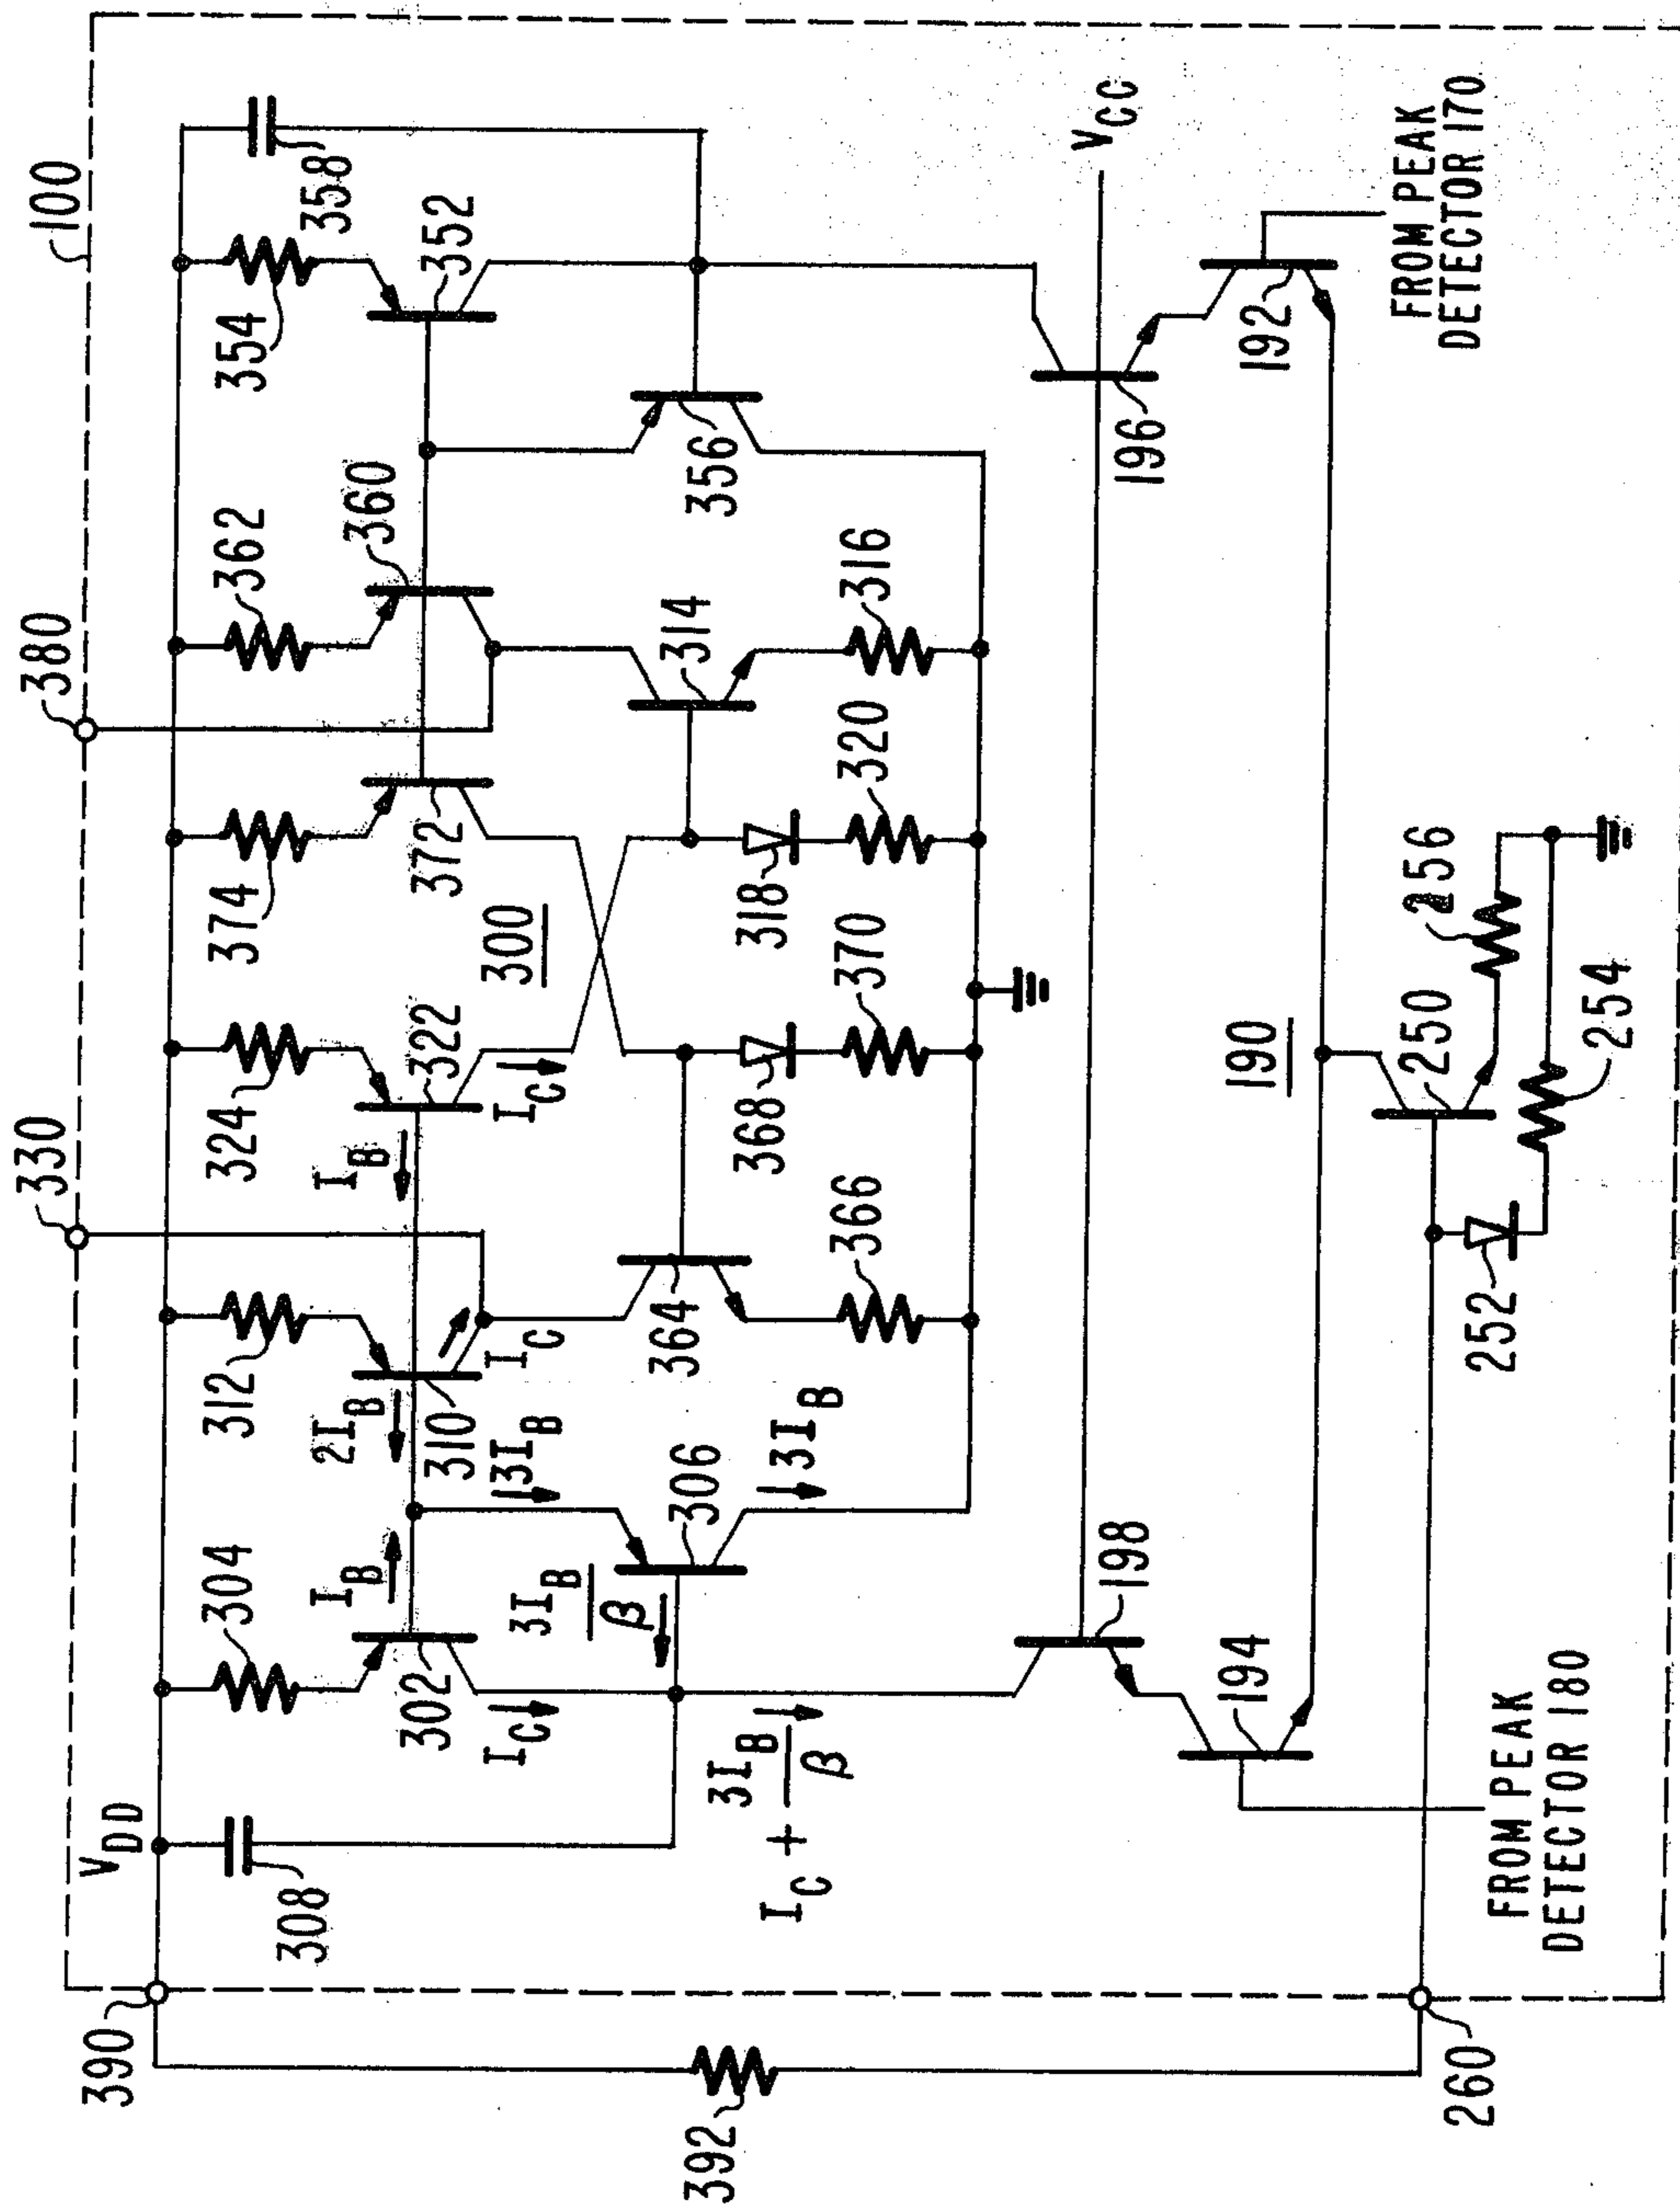 100
380
330
390
V_DD
308
304
312
324
374
362
354
358
I_B
2I_B
I_B
302
310
322
372
360
352
I_C
3I_B/β
3I_B
I_C
I_C
300
306
364
368
318
314
356
I_C + 3I_B/β
3I_B
366
370
320
316
392
198
196
V_CC
194
190
192
252
250
256
254
260
FROM PEAK
DETECTOR 180
FROM PEAK
DETECTOR 170